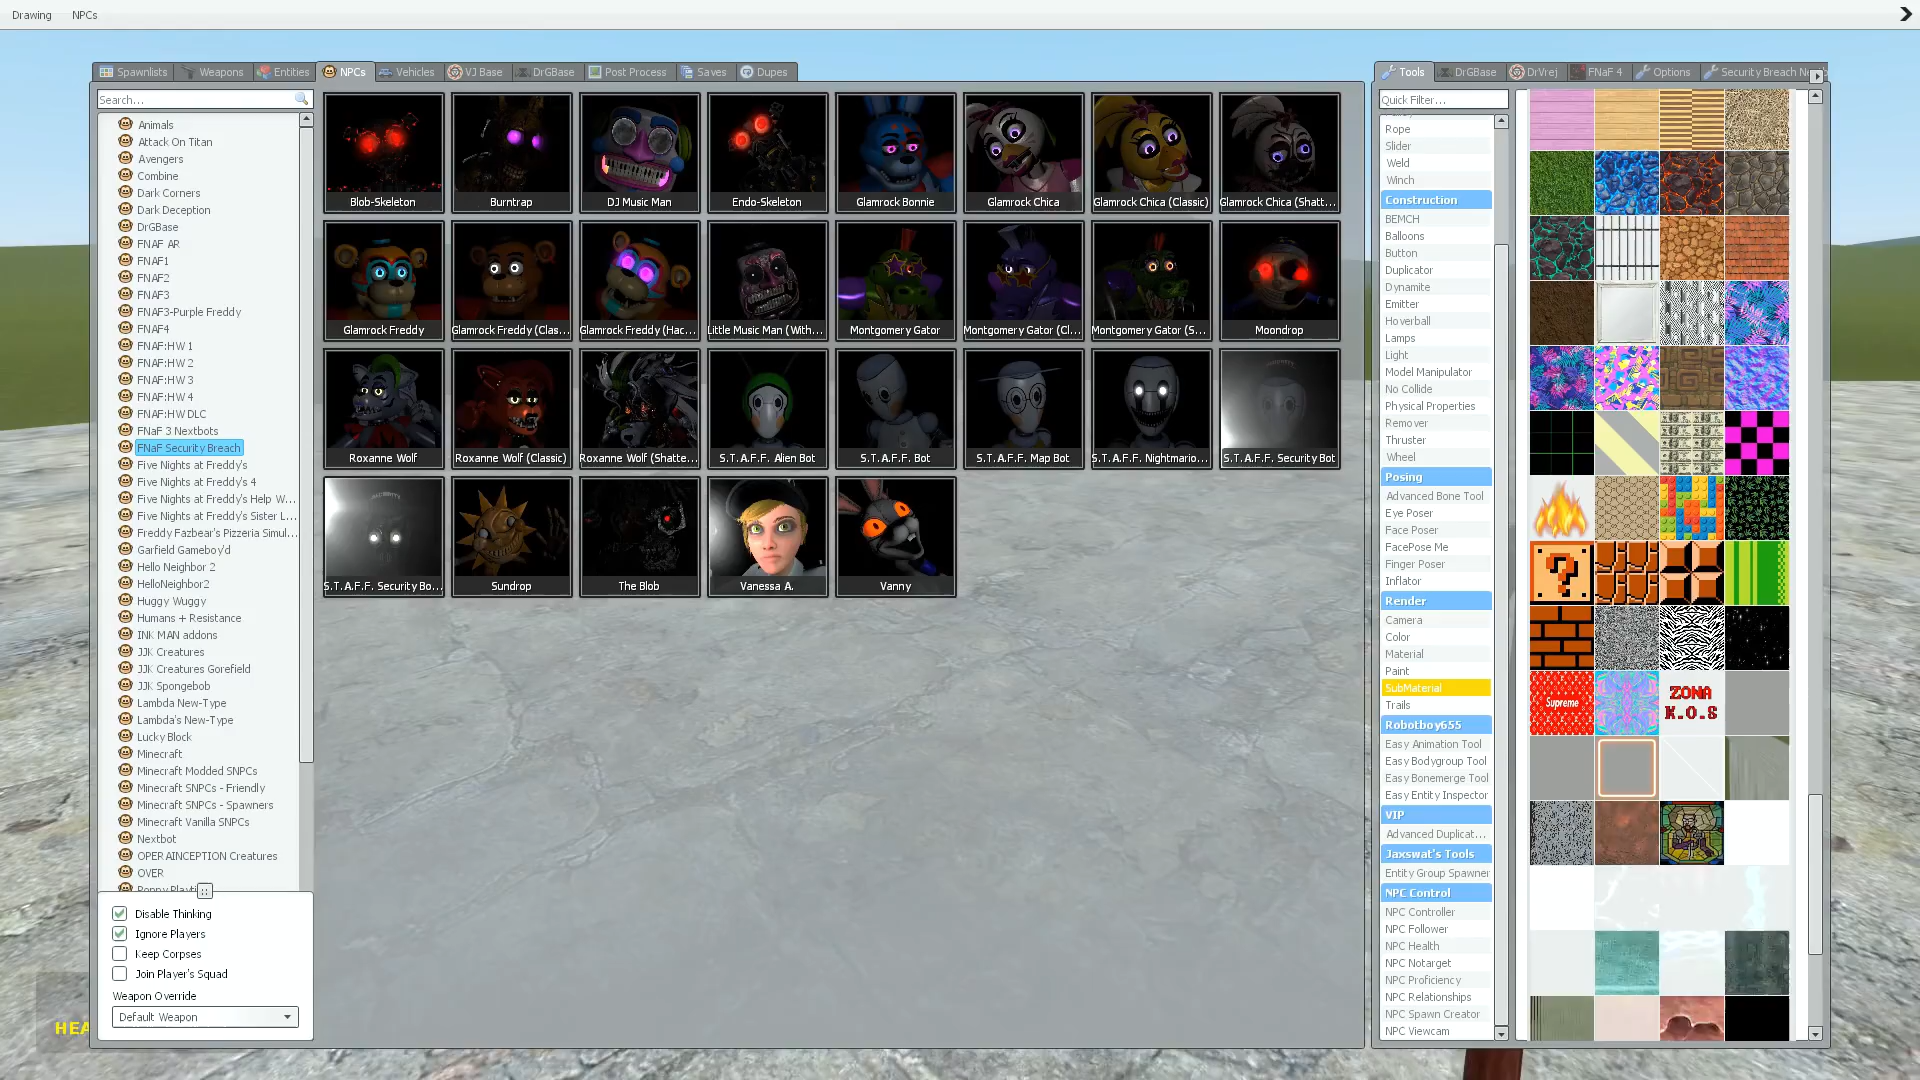 Drawing NPCs
Spawnlists Weapons Entities NPCs Vehicles VJ Base DrGBase Post Process Saves Dupes
Search...
Animals
Attack On Titan
Avengers
Combine
Dark Corners
Dark Deception
DrGBase
FNAF AR
FNAF1
FNAF2
FNAF3
FNAF3-Purple Freddy
FNAF4
FNAF:HW 1
FNAF:HW 2
FNAF:HW 3
FNAF:HW 4
FNAF:HW DLC
FNaF 3 Nextbots
FNaF Security Breach
Five Nights at Freddy's
Five Nights at Freddy's 4
Five Nights at Freddy's Help W...
Five Nights at Freddy's Sister L...
Freddy Fazbear's Pizzeria Simul...
Garfield Gameboy'd
Hello Neighbor 2
HelloNeighbor2
Huggy Wuggy
Humans + Resistance
INK MAN addons
JJK Creatures
JJK Creatures Gorefield
JJK Spongebob
Lambda New-Type
Lambda's New-Type
Lucky Block
Minecraft
Minecraft Modded SNPCs
Minecraft SNPCs - Friendly
Minecraft SNPCs - Spawners
Minecraft Vanilla SNPCs
Nextbot
OPERAINCEPTION Creatures
OVER
Disable Thinking
Ignore Players
Keep Corpses
Join Player's Squad
Weapon Override
Default Weapon
HEA
Blob-Skeleton Burntrap DJ Music Man Endo-Skeleton Glamrock Bonnie Glamrock Chica Glamrock Chica (Classic) Glamrock Chica (Shatt...
Glamrock Freddy Glamrock Freddy (Clas... Glamrock Freddy (Hac... Little Music Man (With... Montgomery Gator Montgomery Gator (Cl... Montgomery Gator (S... Moondrop
Roxanne Wolf Roxanne Wolf (Classic) Roxanne Wolf (Shatte... S.T.A.F.F. Alien Bot S.T.A.F.F. Bot S.T.A.F.F. Map Bot S.T.A.F.F. Nightmario... S.T.A.F.F. Security Bot
S.T.A.F.F. Security Bo... Sundrop The Blob Vanessa A. Vanny
Tools DrGBase DrVrej FNaF 4 Options Security Breach
Quick Filter...
Rope
Slider
Weld
Winch
Construction
BEMCH
Balloons
Button
Duplicator
Dynamite
Emitter
Hoverball
Lamps
Light
Model Manipulator
No Collide
Physical Properties
Remover
Thruster
Wheel
Posing
Advanced Bone Tool
Eye Poser
Face Poser
FacePose Me
Finger Poser
Inflator
Render
Camera
Color
Material
Paint
SubMaterial
Trails
Robotboy655
Easy Animation Tool
Easy Bodygroup Tool
Easy Bonemerge Tool
Easy Entity Inspector
VIP
Advanced Duplicat...
Jaxswat's Tools
Entity Group Spawner
NPC Control
NPC Controller
NPC Follower
NPC Health
NPC Notarget
NPC Proficiency
NPC Relationships
NPC Spawn Creator
NPC Viewcam
Supreme
ZONA
K.O.S